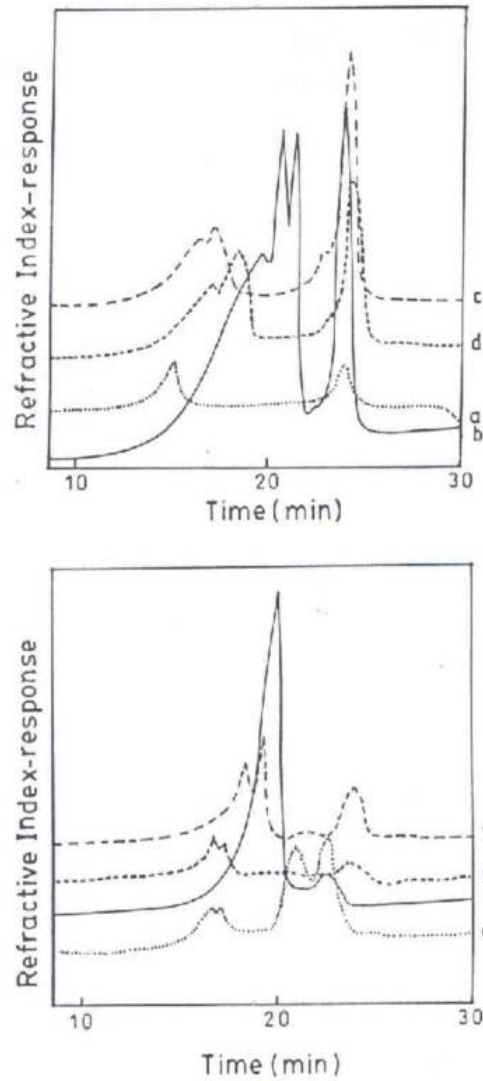 Refractive Index-response
c
d
a
b
10
20
30
Time (min)
Refractive Index-response
10
20
30
Time (min)